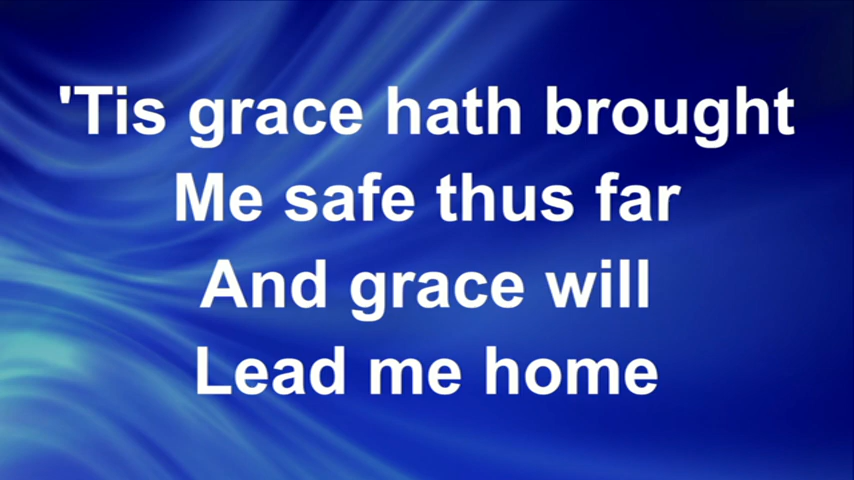 'Tis grace hath brought
Me safe thus far
And grace will
Lead me home